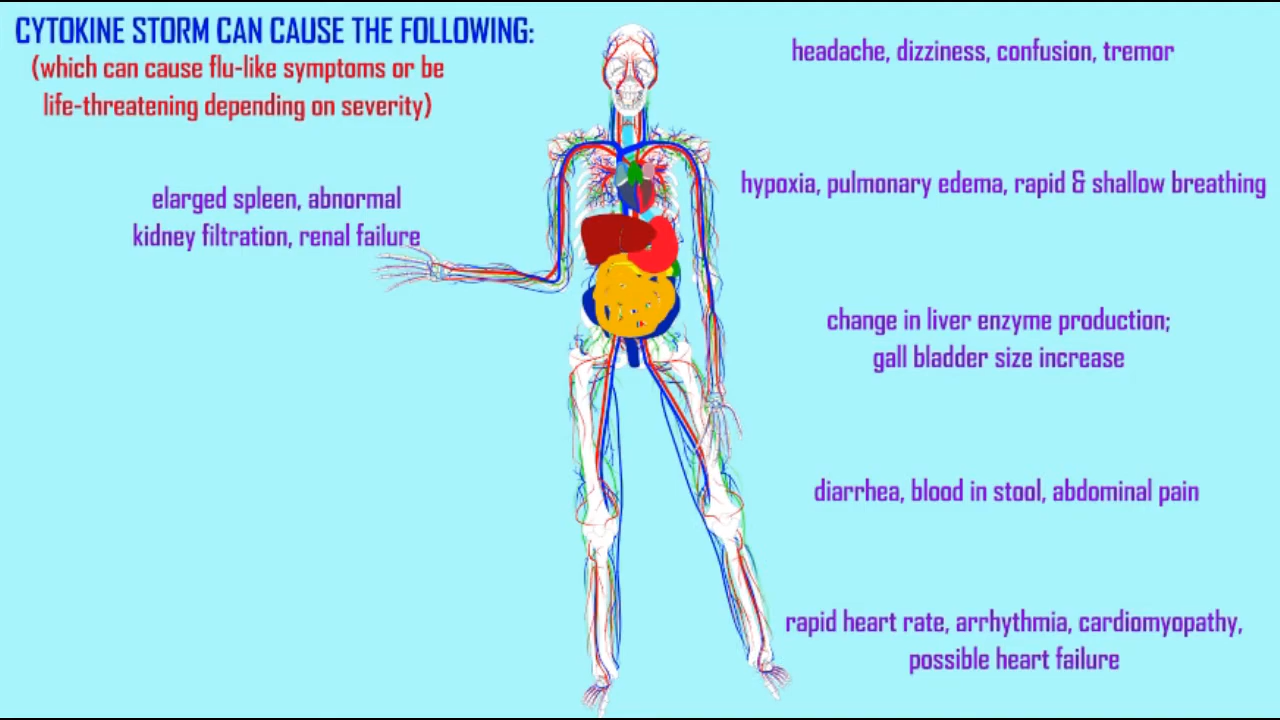 CYTOKINE STORM CAN CAUSE THE FOLLOWING:
(which can cause flu-like symptoms or be
life-threatening depending on severity)
elarged spleen, abnormal
kidney filtration, renal failure
headache, dizziness, confusion, tremor
hypoxia, pulmonary edema, rapid & shallow breathing
change in liver enzyme production;
gall bladder size increase
diarrhea, blood in stool, abdominal pain
rapid heart rate, arrhythmia, cardiomyopathy,
possible heart failure